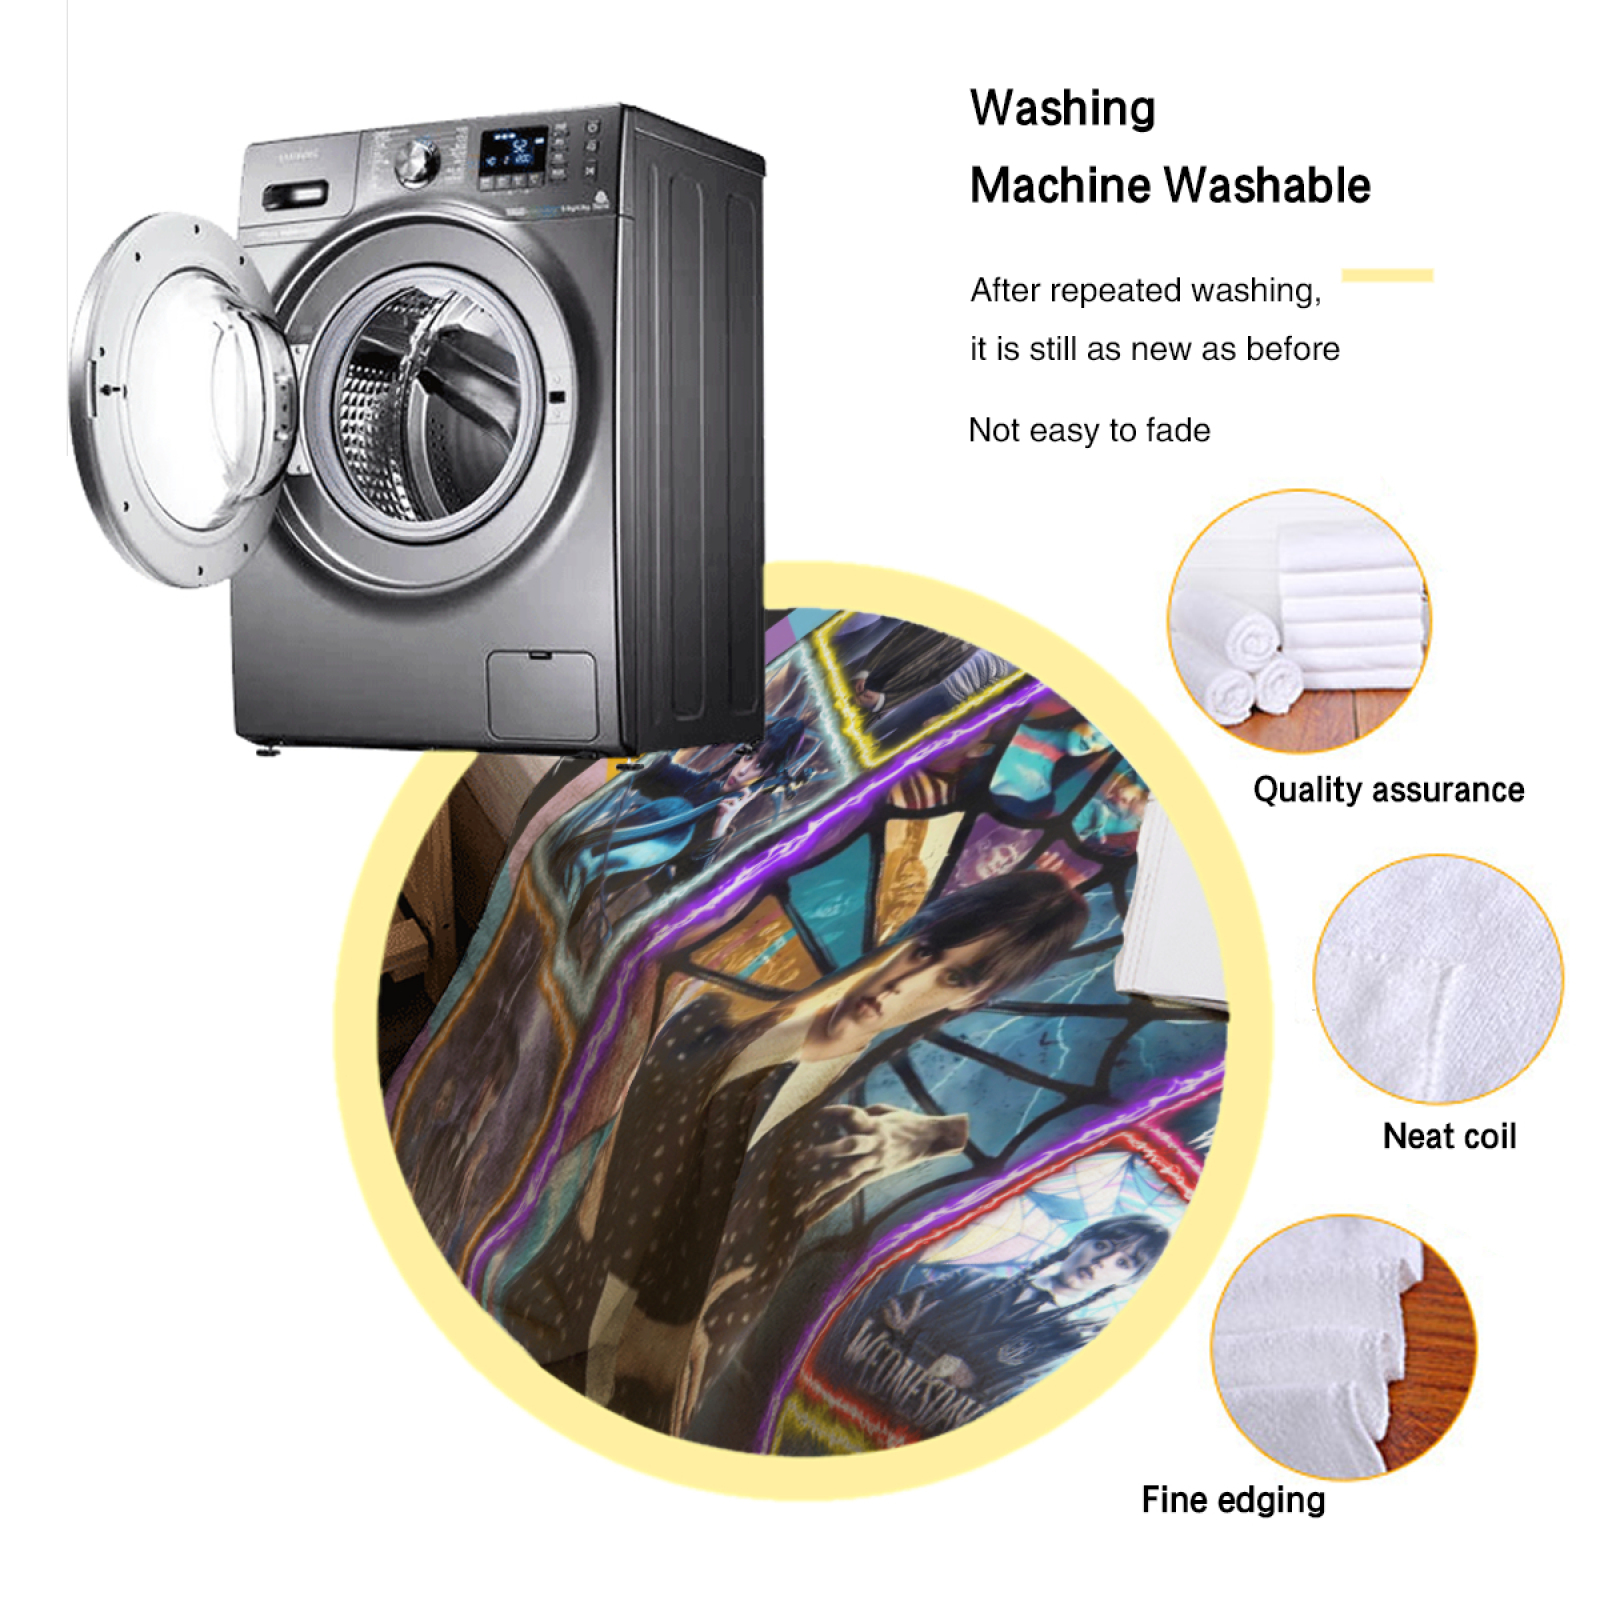 Washing
Machine Washable
After repeated washing,
it is still as new as before
Not easy to fade
Quality assurance
Neat coil
WEDNESDAY
Fine edging